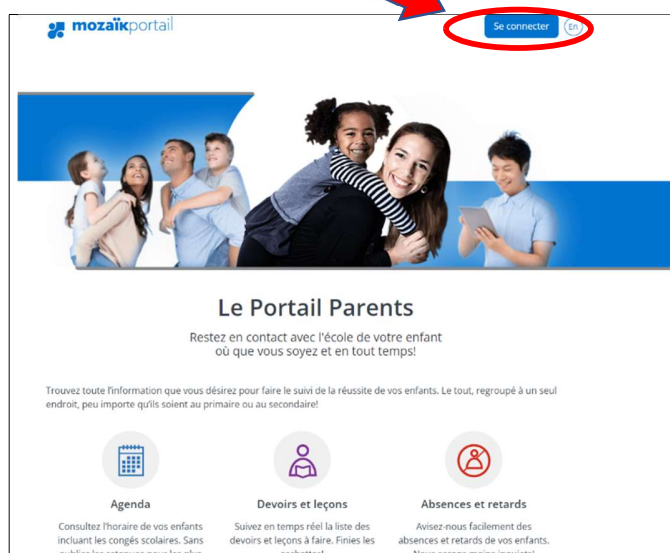 mozaïkportail
Se connecter
En
Le Portail Parents
Restez en contact avec l'école de votre enfant
où que vous soyez et en tout temps!
Trouvez toute l'information que vous désirez pour faire le suivi de la réussite de vos enfants. Le tout, regroupé à un seul
endroit, peu importe qu'ils soient au primaire ou au secondaire!
Agenda
Consultez l'horaire de vos enfants
incluant les congés scolaires. Sans
Devoirs et leçons
Suivez en temps réel la liste des
devoirs et leçons à faire. Finies les
Absences et retards
Avisez-nous facilement des
absences et retards de vos enfants.